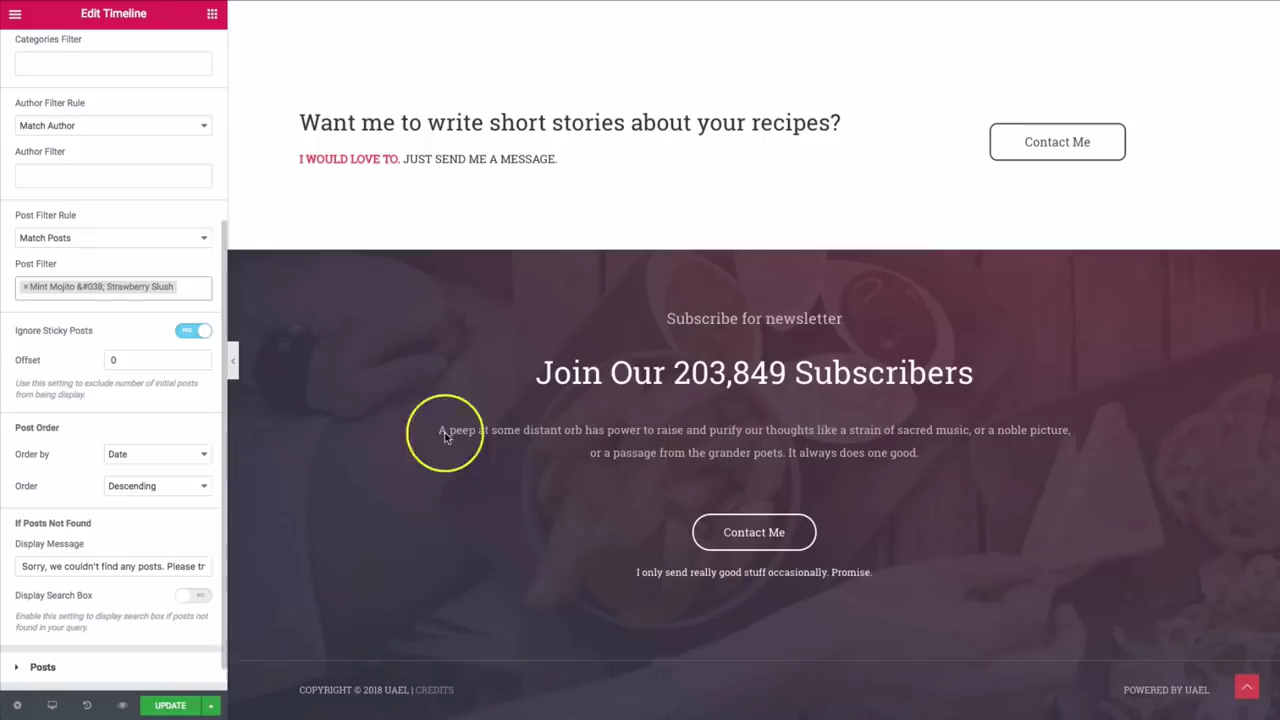 Edit Timeline
Categories Filter
Author Filter Rule
Match Author
Author Filter
Post Filter Rule
Match Posts
Post Filter
×Mint Mojito &#038; Strawberry Slush
Ignore Sticky Posts
YES
Offset
0
Use this setting to exclude number of initial posts
from being display.
Post Order
Order by
Date
Order
Descending
If Posts Not Found
Display Message
Sorry, we couldn't find any posts. Please tr
Display Search Box
NO
Enable this setting to display search box if posts not
found in your query.
Posts
UPDATE
Want me to write short stories about your recipes?
I WOULD LOVE TO. JUST SEND ME A MESSAGE.
Contact Me
Subscribe for newsletter
Join Our 203,849 Subscribers
A peep at some distant orb has power to raise and purify our thoughts like a strain of sacred music, or a noble picture,
or a passage from the grander poets. It always does one good.
Contact Me
I only send really good stuff occasionally. Promise.
COPYRIGHT © 2018 UAEL | CREDITS
POWERED BY UAEL